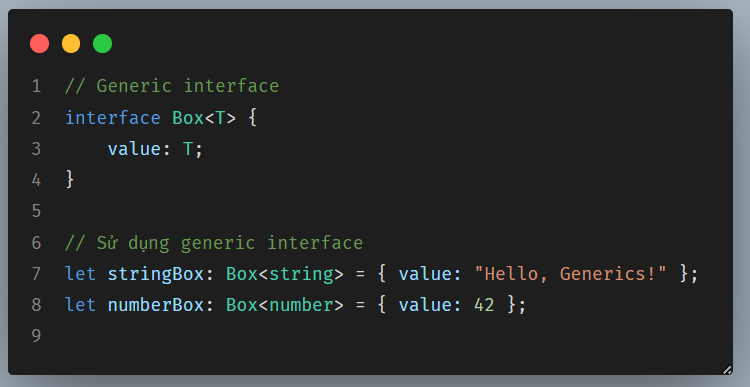 1 // Generic interface
2 interface Box<T> {
3     value: T;
4 }
5
6 // Sử dụng generic interface
7 let stringBox: Box<string> = { value: "Hello, Generics!" };
8 let numberBox: Box<number> = { value: 42 };
9